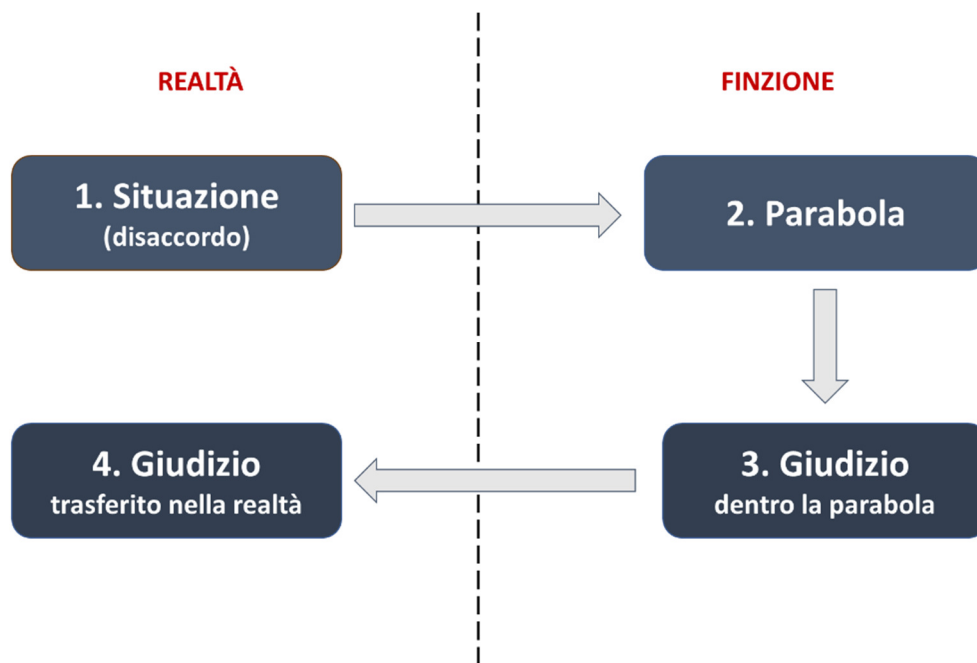 REALTÀ
FINZIONE
1. Situazione
(disaccordo)
2. Parabola
4. Giudizio
trasferito nella realtà
3. Giudizio
dentro la parabola